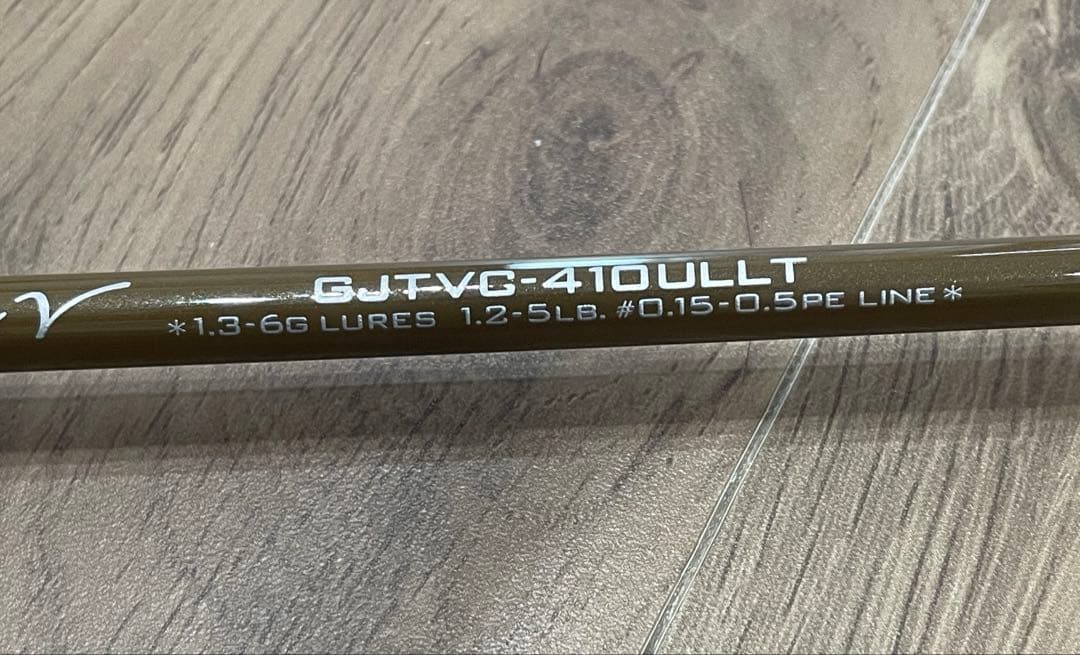 V
GJTVG-410ULLT
*1.3-6G LURES 1.2-5LB. #0.15-0.5PE LINE*